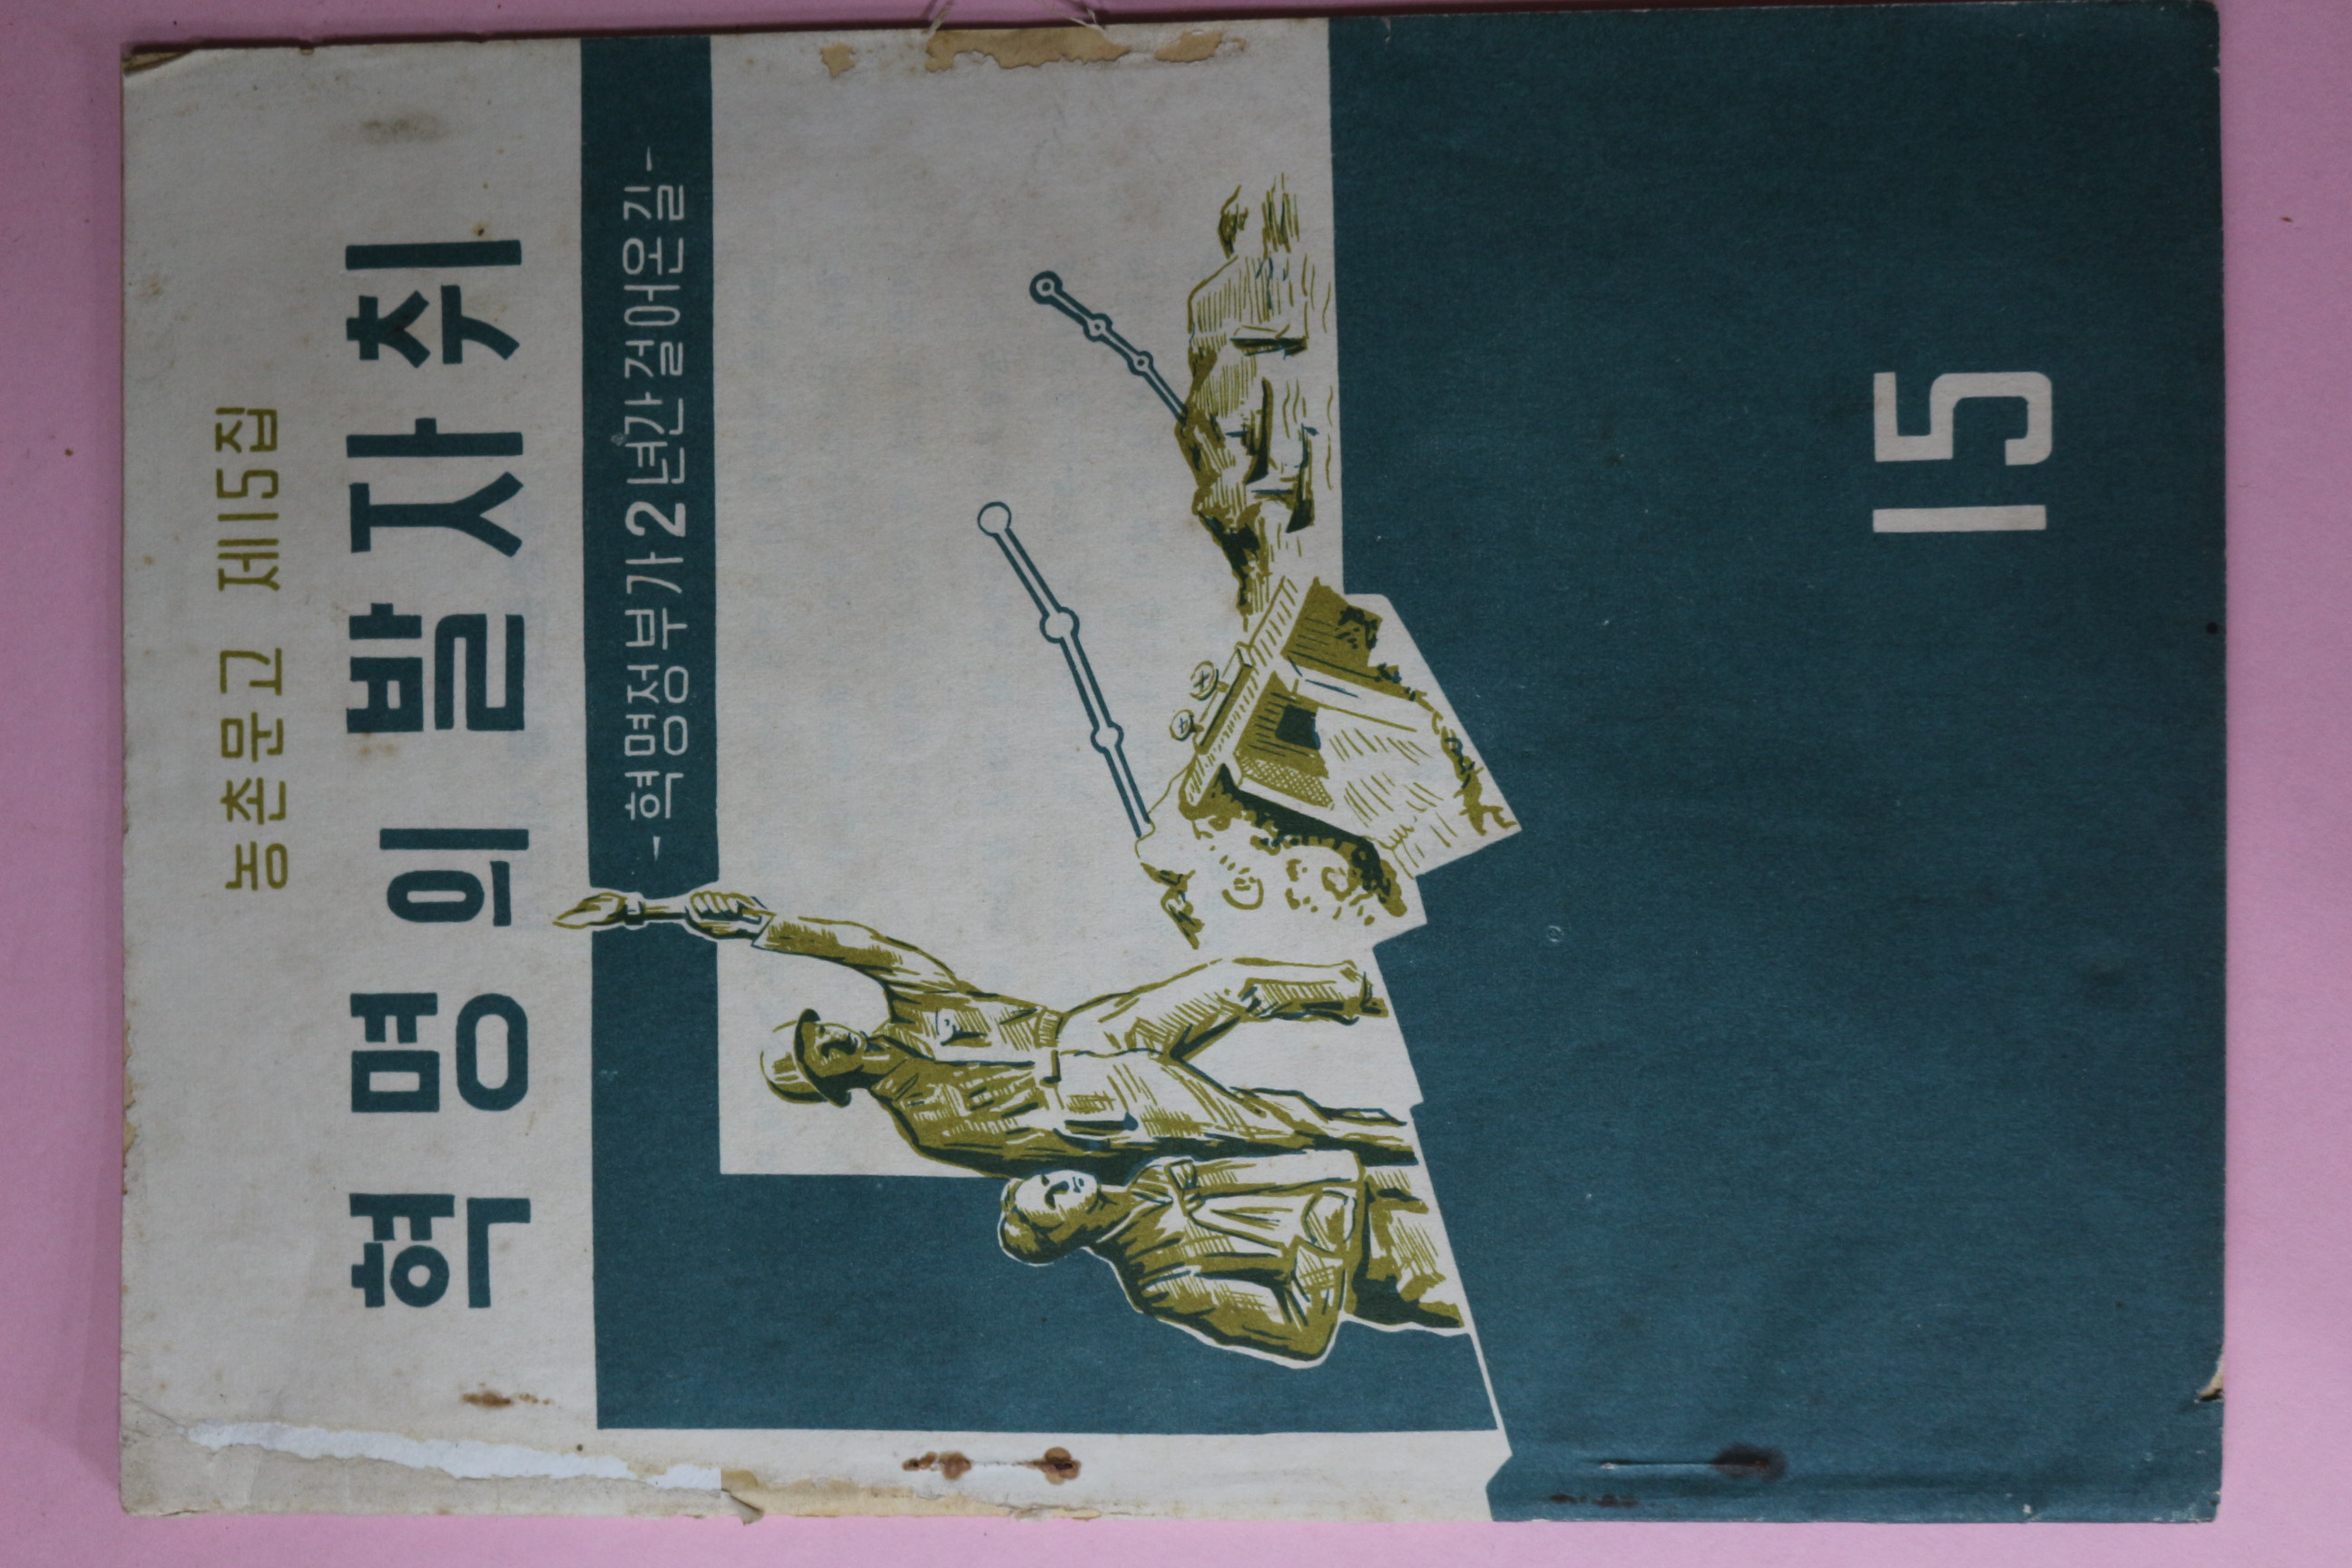 농촌문고 제15집
혁명의 발자취
-혁명정부가 2년간 걸어온 길-
15